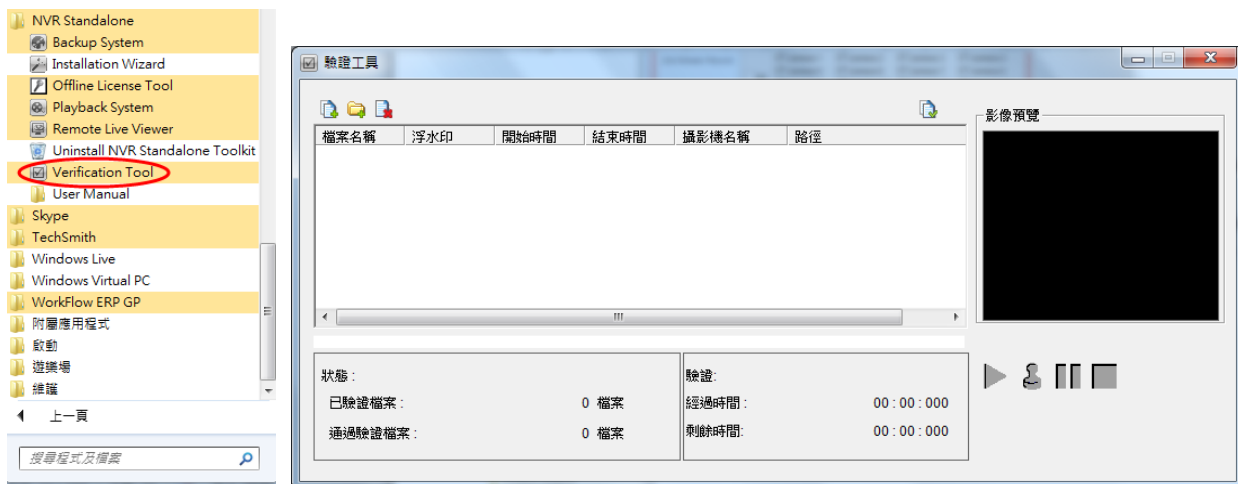 NVR Standalone
Backup System
Installation Wizard
Offline License Tool
Playback System
Remote Live Viewer
Uninstall NVR Standalone Toolkit
Verification Tool
User Manual
Skype
TechSmith
Windows Live
Windows Virtual PC
WorkFlow ERP GP
附屬應用程式
啟動
遊樂場
維護
上一頁
搜尋程式及檔案
驗證工具
檔案名稱 浮水印 開始時間 結束時間 攝影機名稱 路徑
影像預覽
狀態 :
已驗證檔案 : 0 檔案
通過驗證檔案 : 0 檔案
驗證:
經過時間 : 00 : 00 : 000
剩餘時間: 00 : 00 : 000